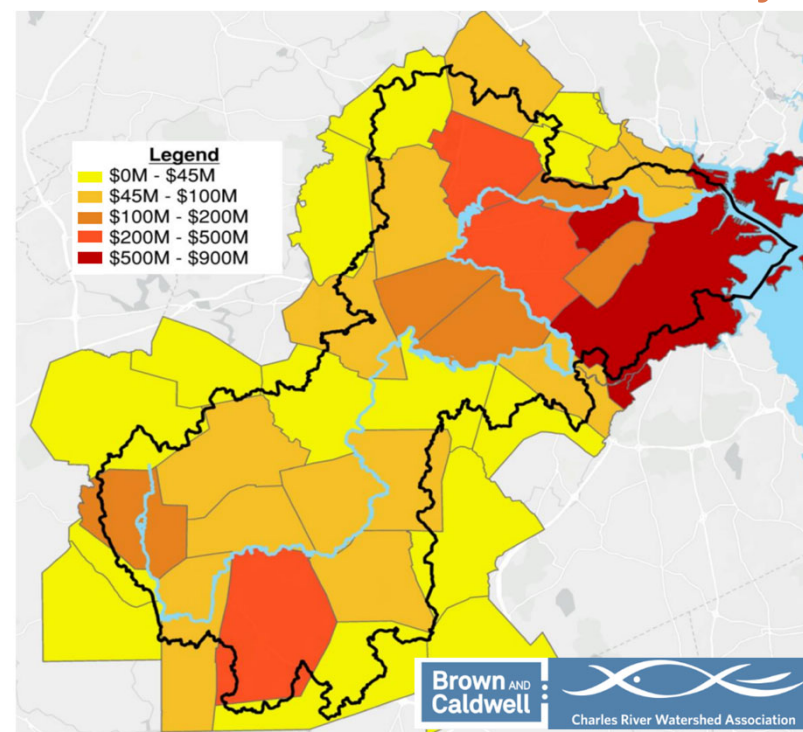 Legend
$0M - $45M
$45M - $100M
$100M - $200M
$200M - $500M
$500M - $900M
Brown AND
Caldwell
Charles River Watershed Association